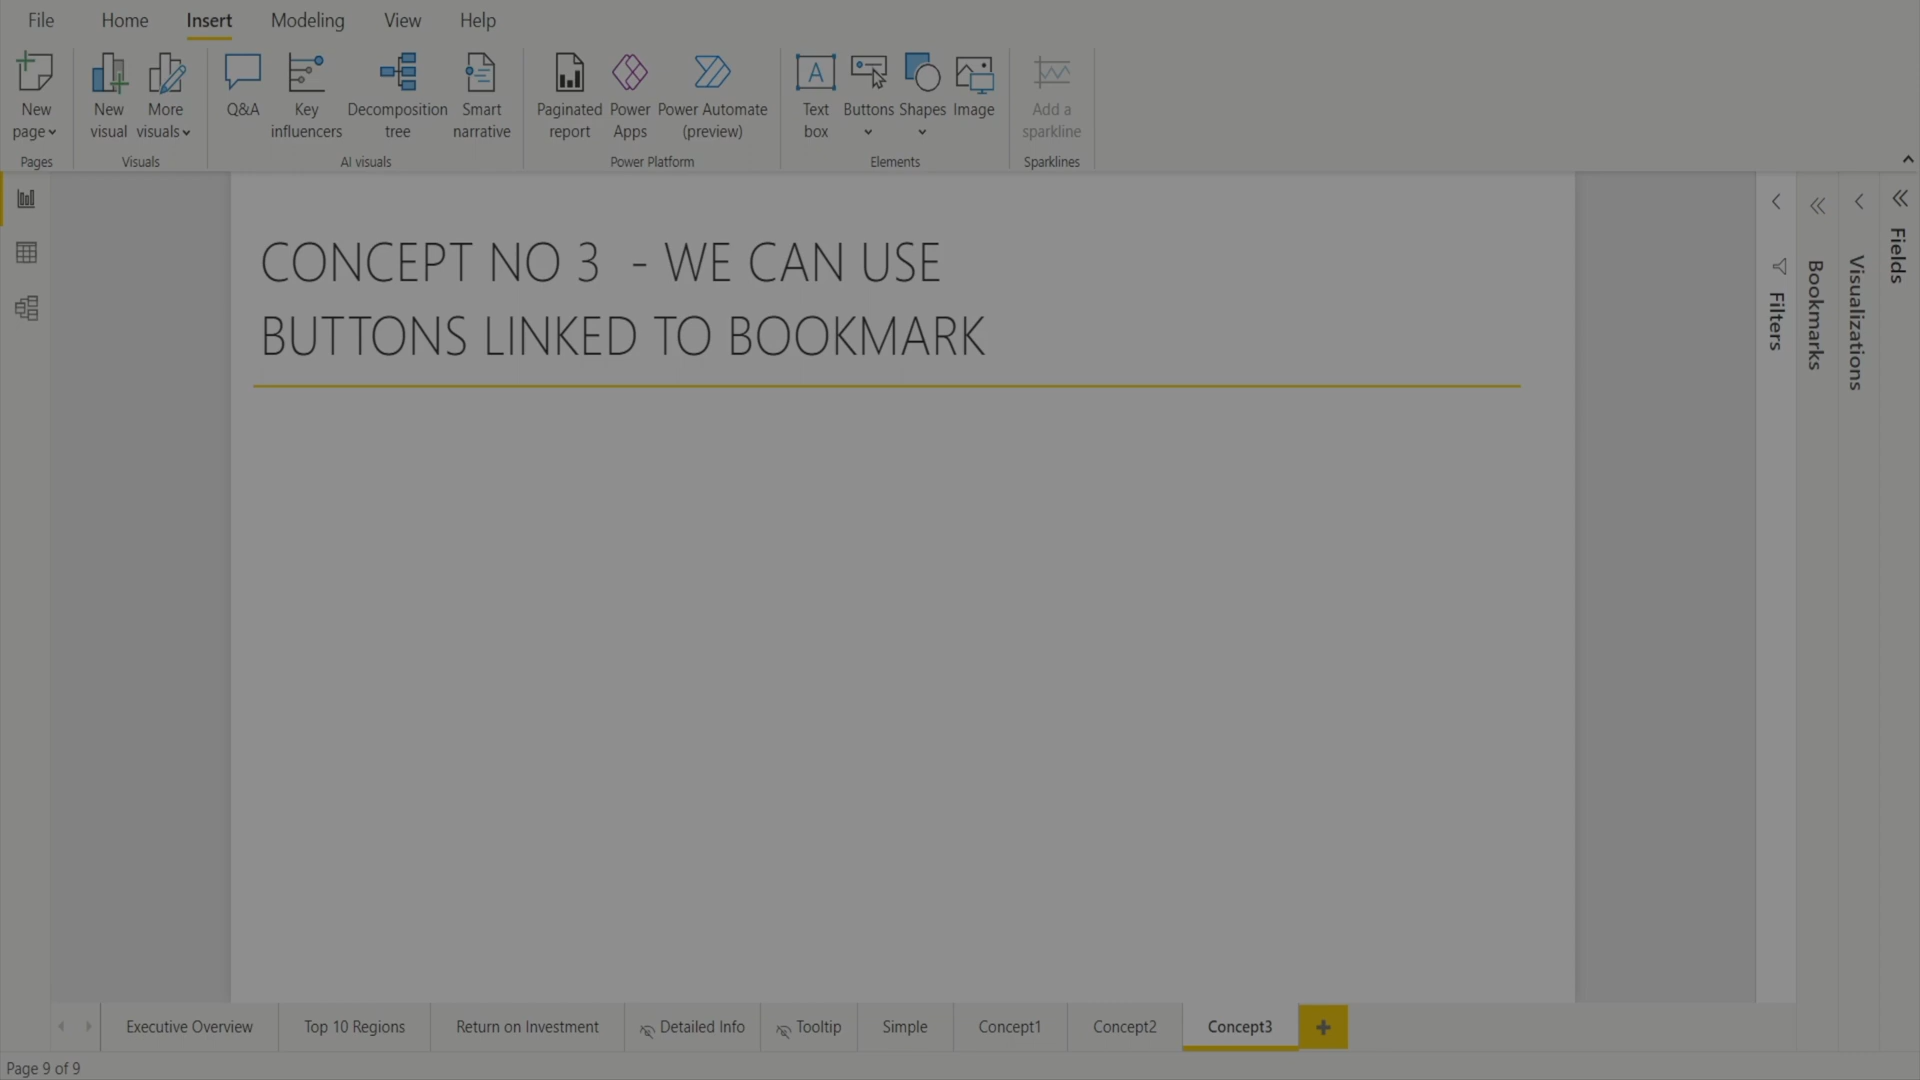 File Home Insert Modeling View Help
New page New visual More visuals Q&A Key influencers Decomposition tree Smart narrative Paginated report Power Apps Power Automate (preview) Text box Buttons Shapes Image Add a sparkline
Pages Visuals AI visuals Power Platform Elements Sparklines
CONCEPT NO 3 - WE CAN USE
BUTTONS LINKED TO BOOKMARK
Filters
Bookmarks
Visualizations
Fields
Executive Overview Top 10 Regions Return on Investment Detailed Info Tooltip Simple Concept1 Concept2 Concept3
Page 9 of 9